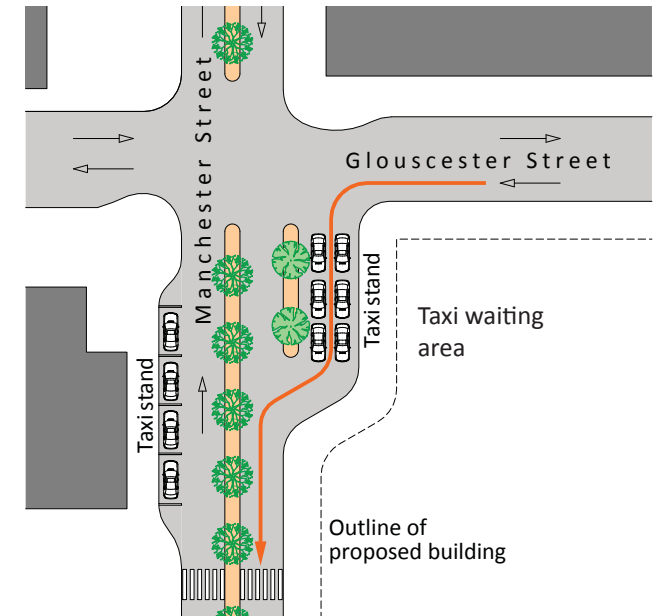 Manchester Street
Glouscester Street
Taxi stand
Taxi waiting
area
Taxi stand
Outline of
proposed building